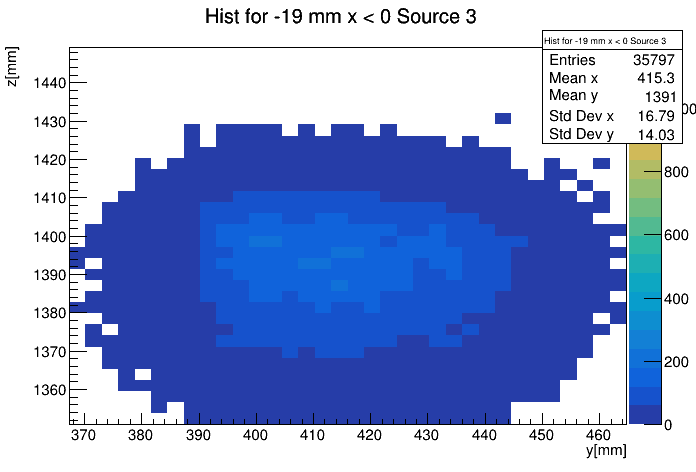 Hist for -19 mm x < 0 Source 3
z[mm]
Hist for -19 mm x < 0 Source 3
Entries 35797
Mean x 415.3
Mean y 1391
Std Dev x 16.79
Std Dev y 14.03
1440
1430
1420
1410
1400
1390
1380
1370
1360
00
800
600
400
200
0
370 380 390 400 410 420 430 440 450 460
y[mm]